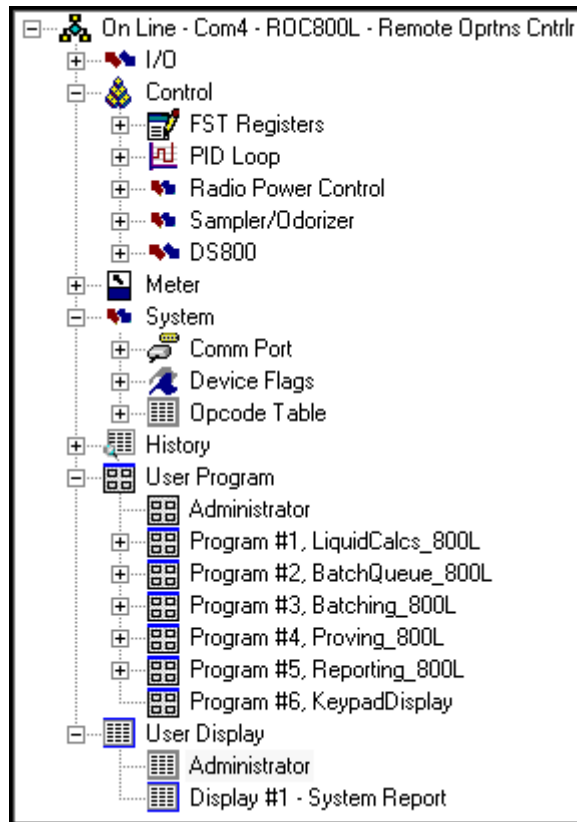 On Line - Com4 - ROC800L - Remote Oprtns Cntrlr
I/O
Control
FST Registers
PID Loop
Radio Power Control
Sampler/Odorizer
DS800
Meter
System
Comm Port
Device Flags
Opcode Table
History
User Program
Administrator
Program #1, LiquidCalcs_800L
Program #2, BatchQueue_800L
Program #3, Batching_800L
Program #4, Proving_800L
Program #5, Reporting_800L
Program #6, KeypadDisplay
User Display
Administrator
Display #1 - System Report